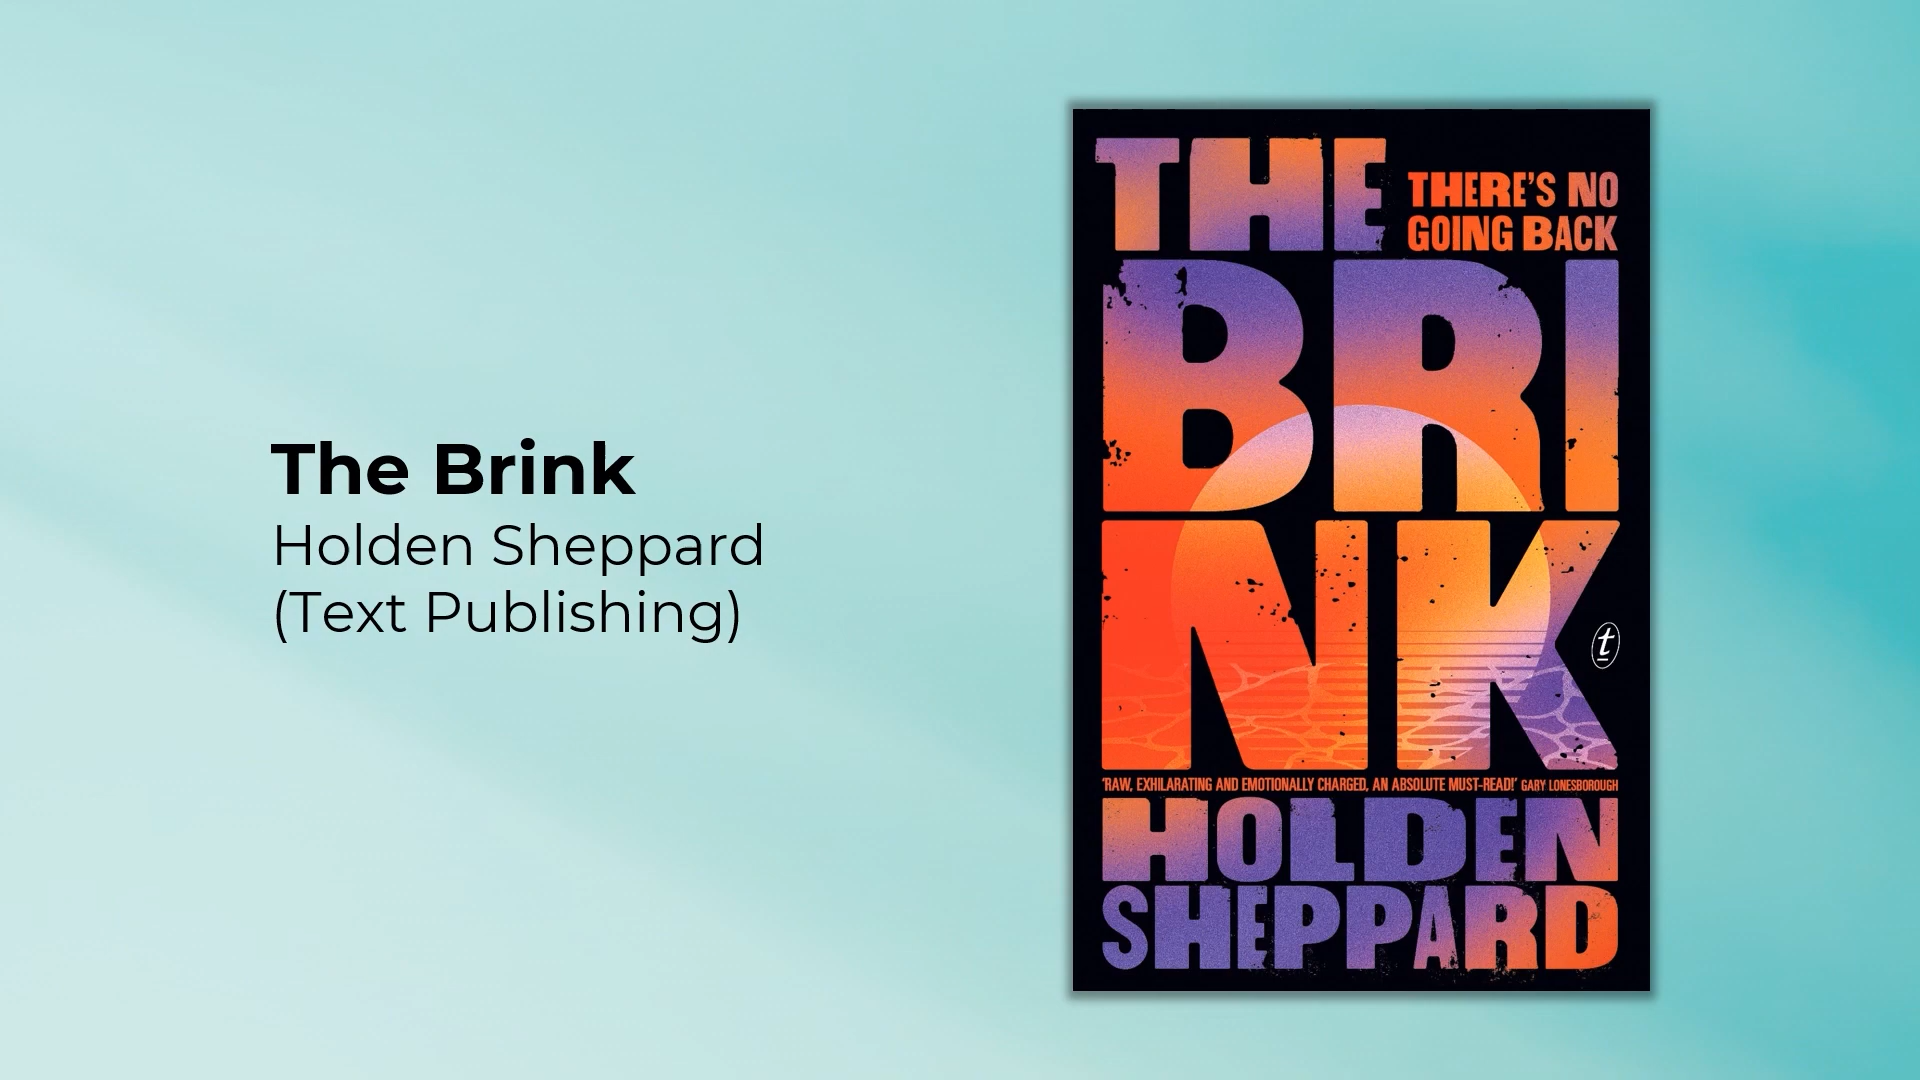 The Brink
Holden Sheppard
(Text Publishing)
THE
THERE'S NO
GOING BACK
BRI
NK
t
'RAW, EXHILARATING AND EMOTIONALLY CHARGED, AN ABSOLUTE MUST-READ!' GARY LONESBOROUGH
HOLDEN
SHEPPARD